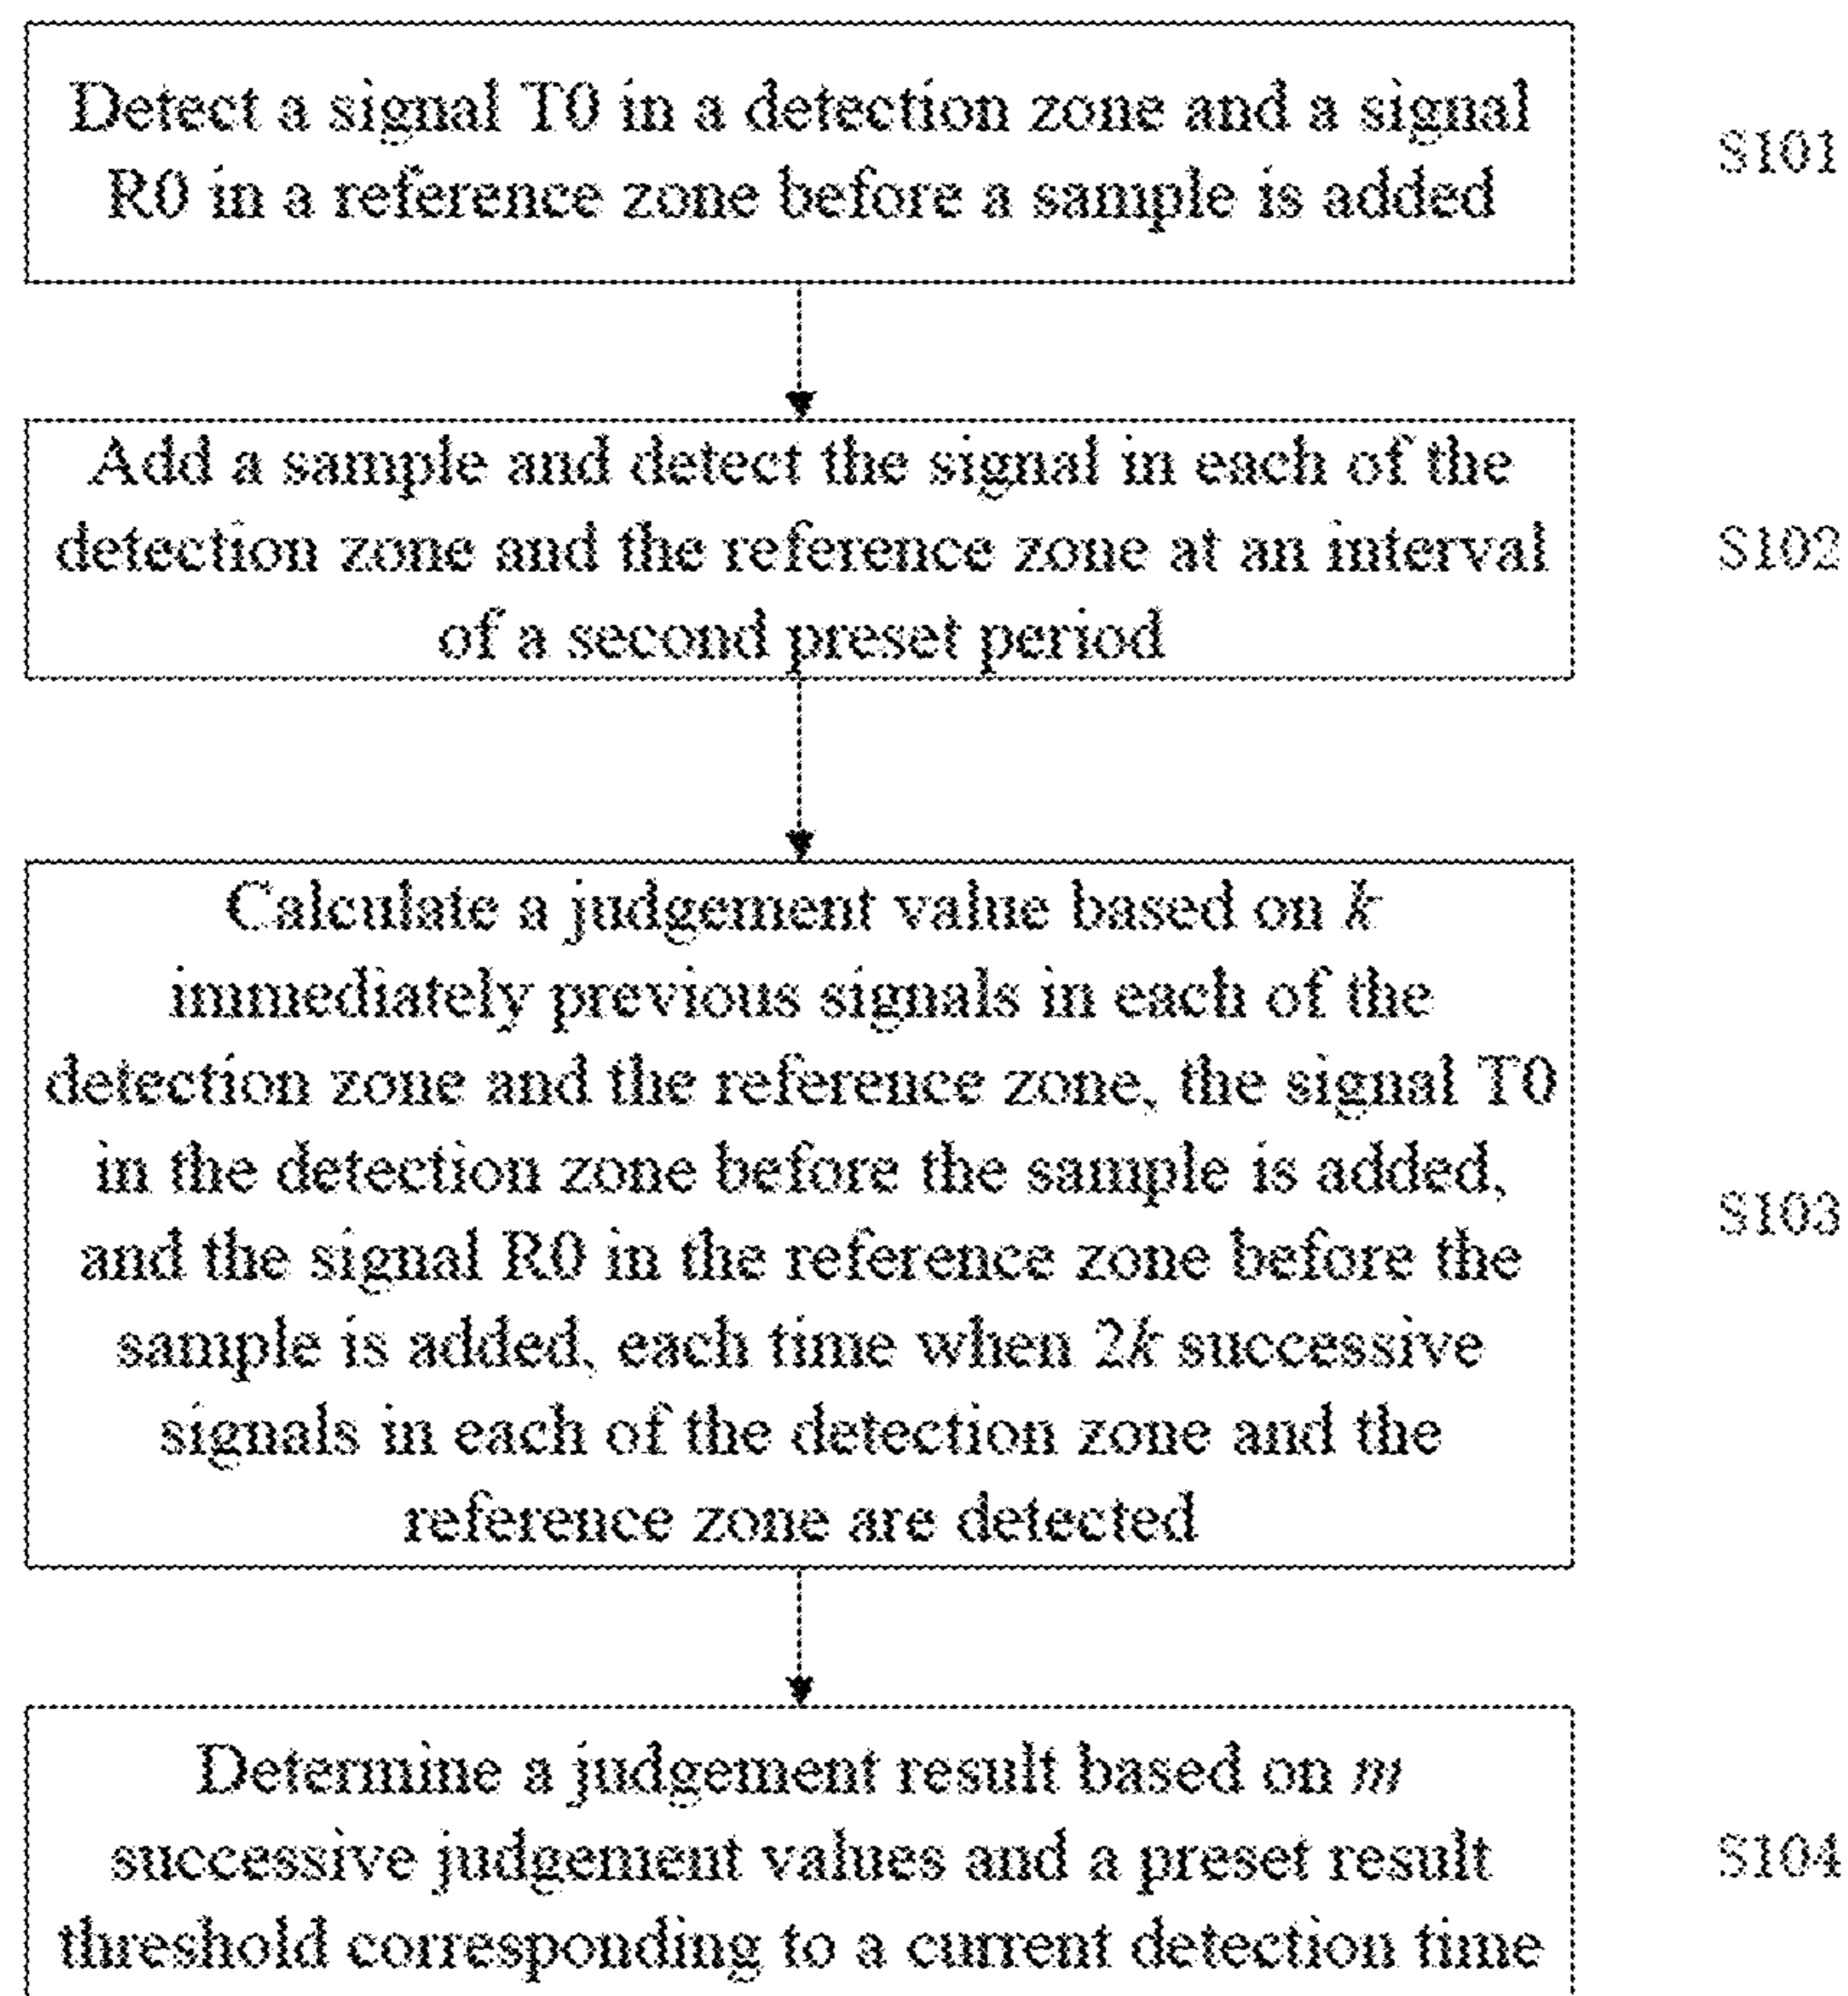 Detect a signal T0 in a detection zone and a signal
R0 in a reference zone before a sample is added
S101
Add a sample and detect the signal in each of the
detection zone and the reference zone at an interval
of a second preset period
S102
Calculate a judgement value based on k
immediately previous signals in each of the
detection zone and the reference zone, the signal T0
in the detection zone before the sample is added,
and the signal R0 in the reference zone before the
sample is added, each time when 2k successive
signals in each of the detection zone and the
reference zone are detected
S103
Determine a judgement result based on m
successive judgement values and a preset result
threshold corresponding to a current detection time
S104